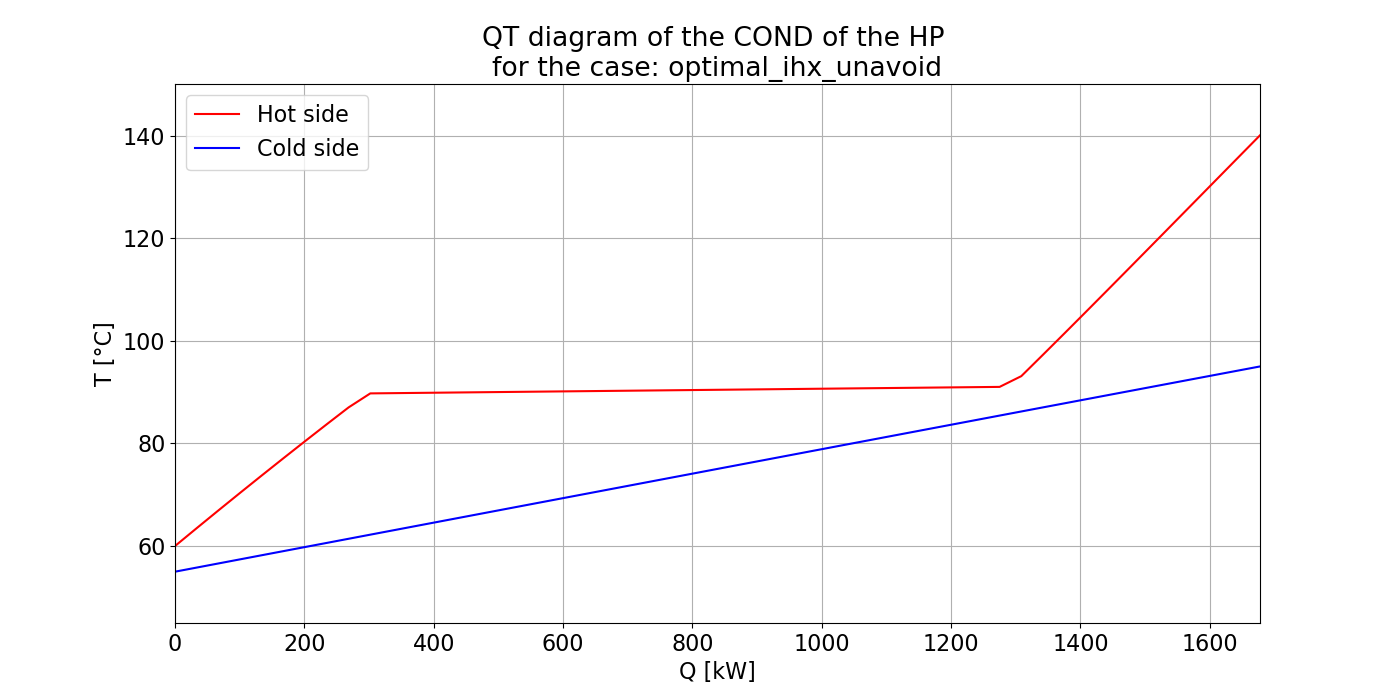 QT diagram of the COND of the HP
for the case: optimal_ihx_unavoid
Hot side
Cold side
T [°C]
140
120
100
80
60
0 200 400 600 800 1000 1200 1400 1600
Q [kW]